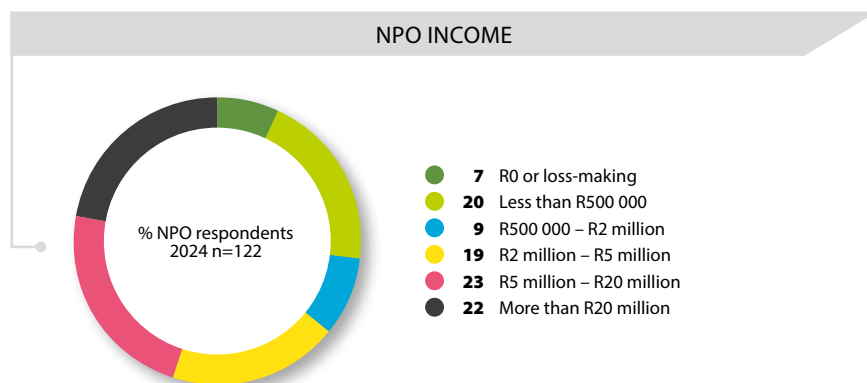 NPO INCOME
% NPO respondents
2024 n=122
7 R0 or loss-making
20 Less than R500 000
9 R500 000 – R2 million
19 R2 million – R5 million
23 R5 million – R20 million
22 More than R20 million